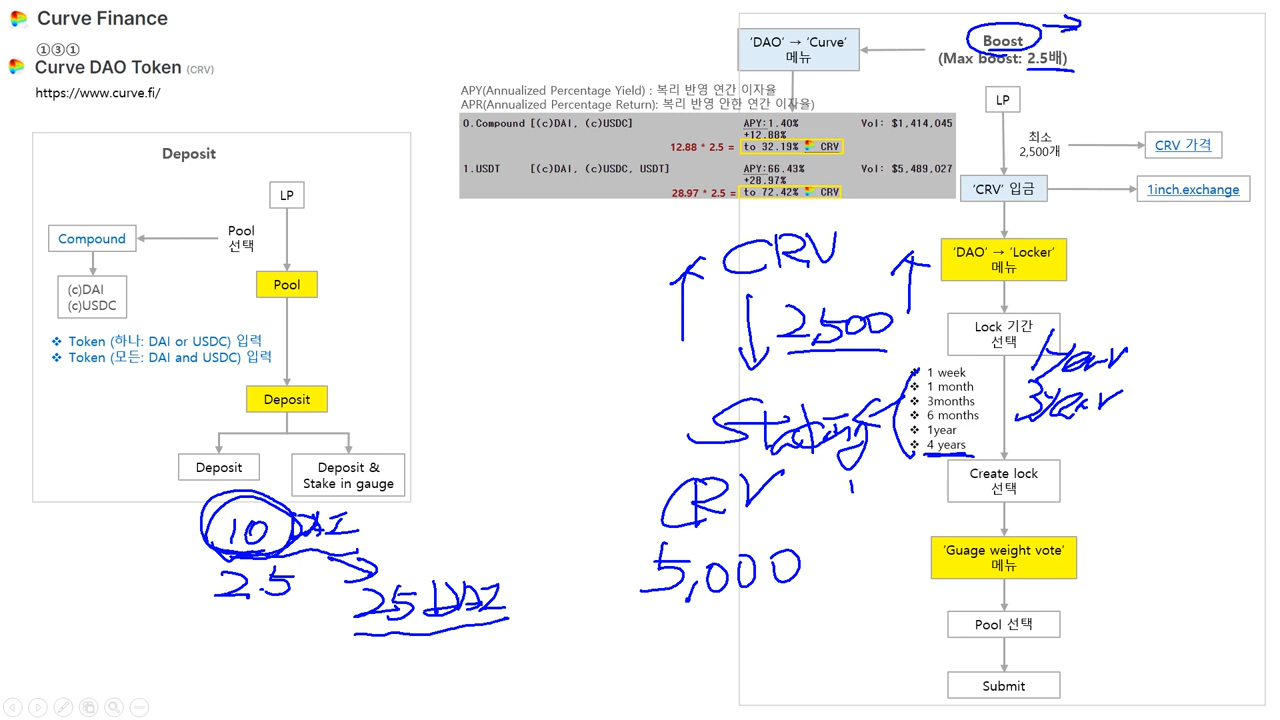 Curve Finance
①③①
Curve DAO Token (CRV)
https://www.curve.fi/
Deposit
LP
Compound
Pool
선택
(c)DAI
(c)USDC
Pool
❖ Token (하나: DAI or USDC) 입력
❖ Token (모든: DAI and USDC) 입력
Deposit
Deposit
Deposit &
Stake in gauge
10 DAI
2.5
25 DAI
'DAO' → 'Curve'
메뉴
Boost
(Max boost: 2.5배)
APY(Annualized Percentage Yield) : 복리 반영 연간 이자율
APR(Annualized Percentage Return): 복리 반영 안한 연간 이자율)
0.Compound [(c)DAI, (c)USDC] APY:1.40% Vol: $1,414,045
+12.88%
12.88 * 2.5 = to 32.19% CRV
1.USDT [(c)DAI, (c)USDC, USDT] APY:66.43% Vol: $5,489,027
+28.97%
28.97 * 2.5 = to 72.42% CRV
LP
최소
2,500개
CRV 가격
'CRV' 입금
1inch.exchange
'DAO' → 'Locker'
메뉴
CRV
2,500
Lock 기간
선택
1year
3year
❖ 1 week
❖ 1 month
❖ 3months
❖ 6 months
❖ 1year
❖ 4 years
Staking
CRV
5,000
Create lock
선택
'Guage weight vote'
메뉴
Pool 선택
Submit